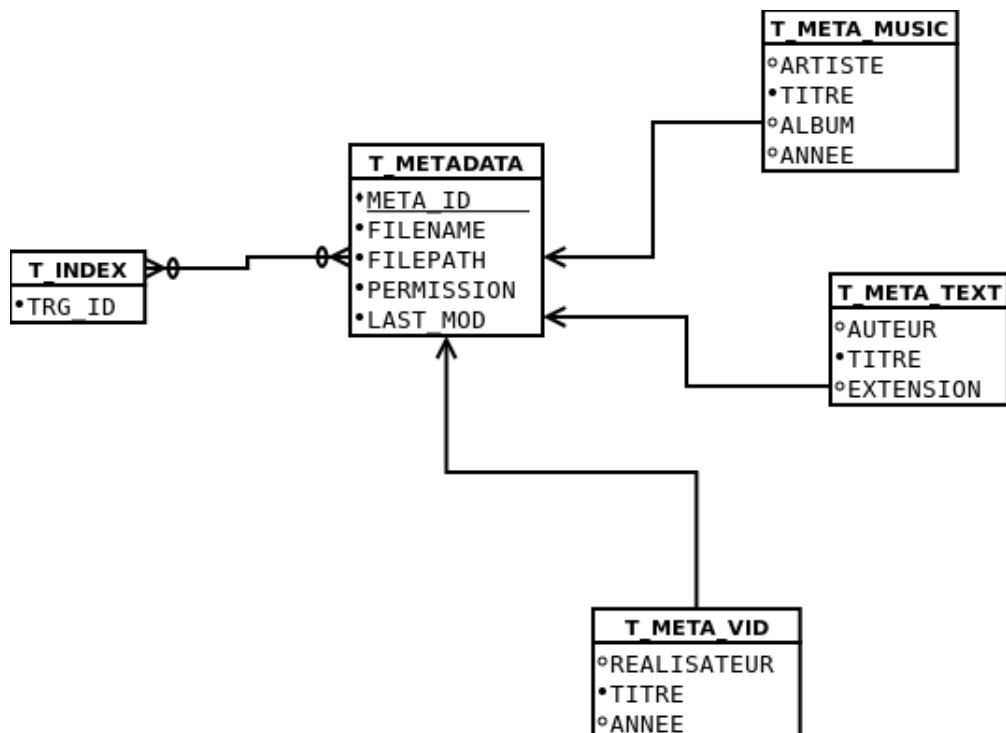 T_META_MUSIC
ARTISTE
TITRE
ALBUM
ANNEE
T_METADATA
META_ID
FILENAME
FILEPATH
PERMISSION
LAST_MOD
T_INDEX
TRG_ID
T_META_TEXT
AUTEUR
TITRE
EXTENSION
T_META_VID
REALISATEUR
TITRE
ANNEE